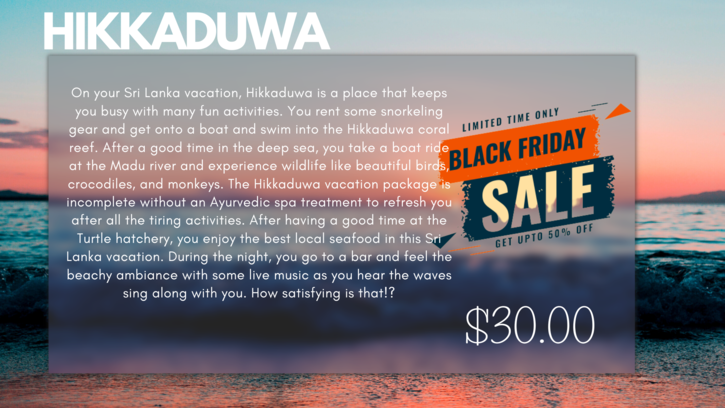 HIKKADUWA
On your Sri Lanka vacation, Hikkaduwa is a place that keeps
you busy with many fun activities. You rent some snorkeling
gear and get onto a boat and swim into the Hikkaduwa coral
reef. After a good time in the deep sea, you take a boat ride
at the Madu river and experience wildlife like beautiful birds,
crocodiles, and monkeys. The Hikkaduwa vacation package is
incomplete without an Ayurvedic spa treatment to refresh you
after all the tiring activities. After having a good time at the
Turtle hatchery, you enjoy the best local seafood in this Sri
Lanka vacation. During the night, you go to a bar and feel the
beachy ambiance with some live music as you hear the waves
sing along with you. How satisfying is that!?
LIMITED TIME ONLY
BLACK FRIDAY
SALE
GET UPTO 50% OFF
$30.00